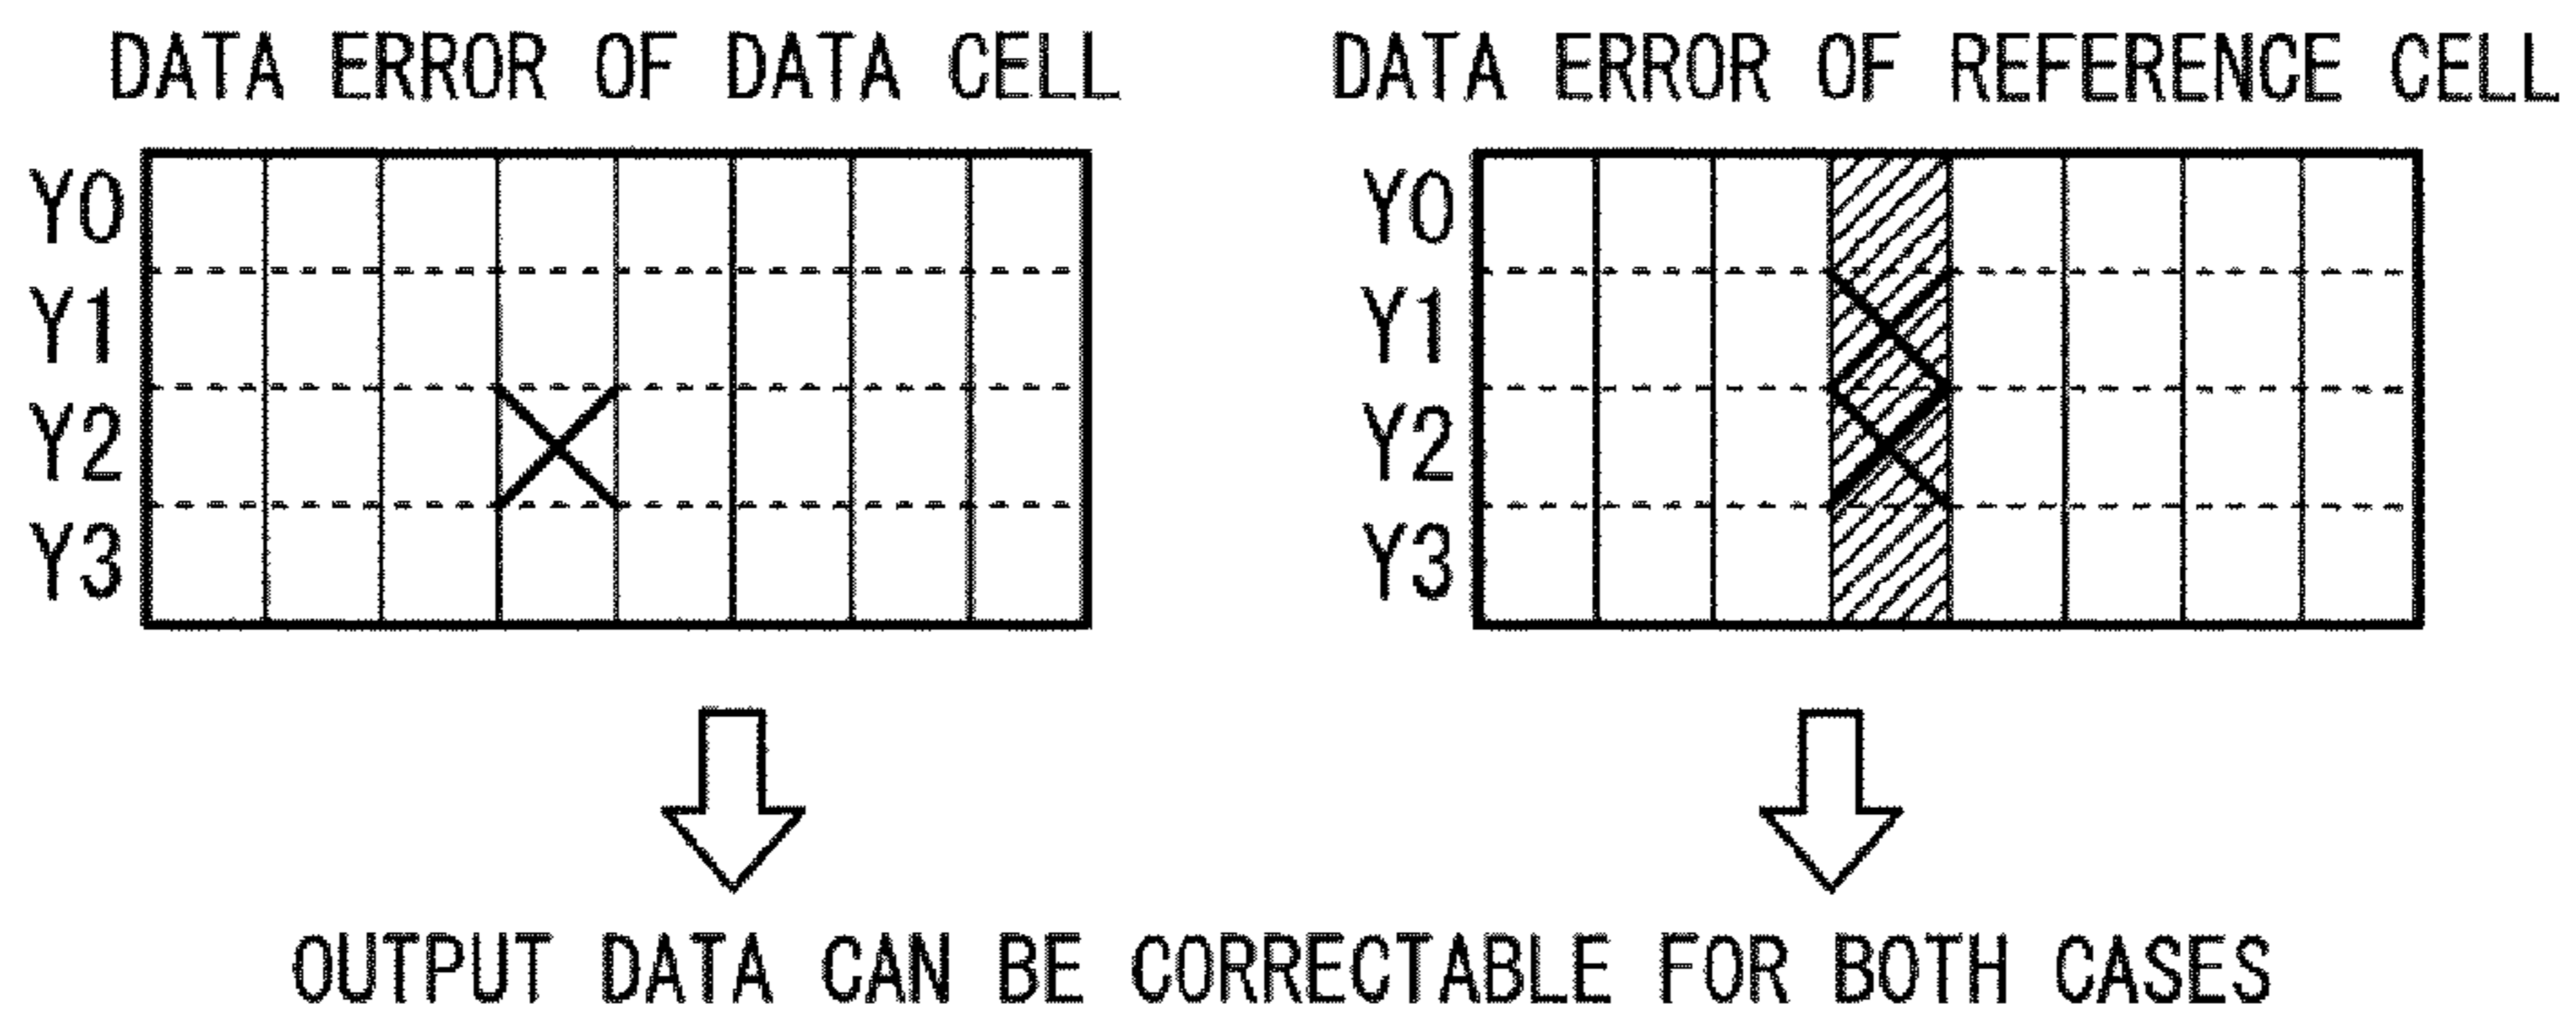 DATA ERROR OF DATA CELL
DATA ERROR OF REFERENCE CELL
Y0
Y1
Y2
Y3
Y0
Y1
Y2
Y3
OUTPUT DATA CAN BE CORRECTABLE FOR BOTH CASES